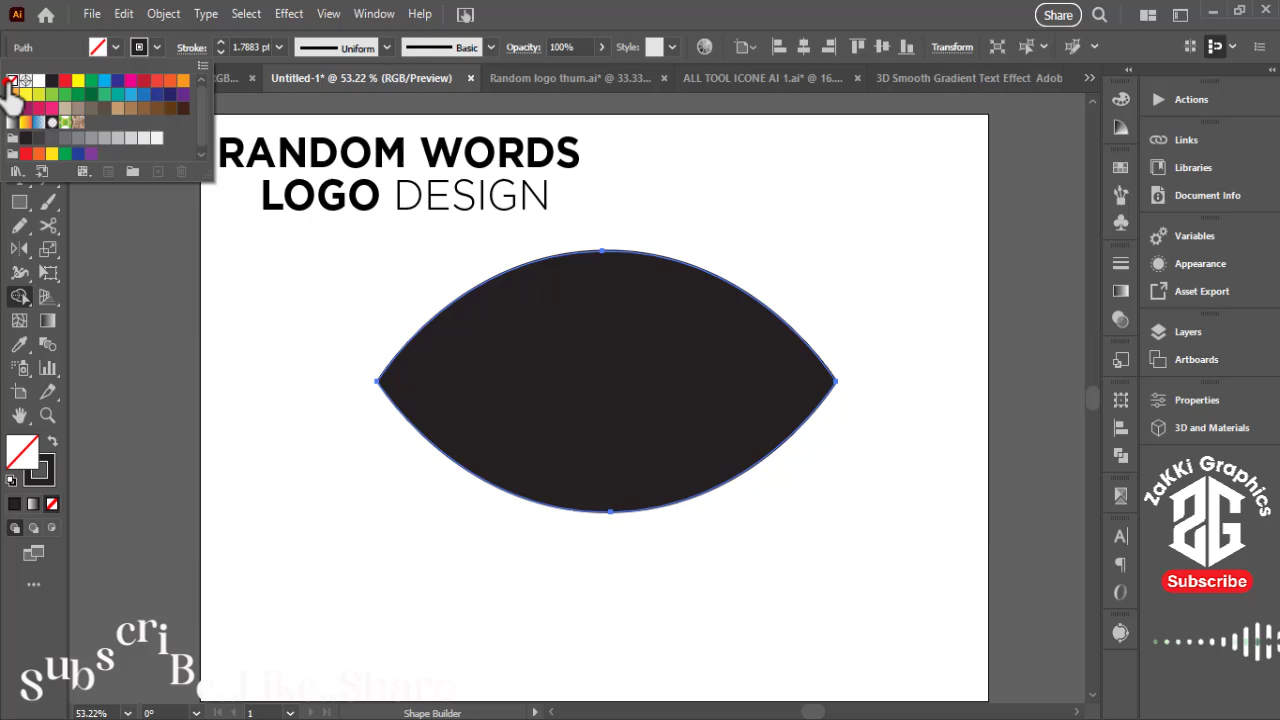 Ai File Edit Object Type Select Effect View Window Help Share
Path Stroke: 1.7883 pt Uniform Basic Opacity: 100% Style: Transform
RGB... × Untitled-1* @ 53.22 % (RGB/Preview) × Random logo thum.ai* @ 33.33... × ALL TOOL ICONE AI 1.ai* @ 16.... × 3D Smooth Gradient Text Effect Adob
RANDOM WORDS
LOGO DESIGN
Actions
Links
Libraries
Document Info
Variables
Appearance
Asset Export
Layers
Artboards
Properties
3D and Materials
ZaKKi Graphics
Subscribe
SubscriBe..Like..Share
53.22% 0° 1 Shape Builder